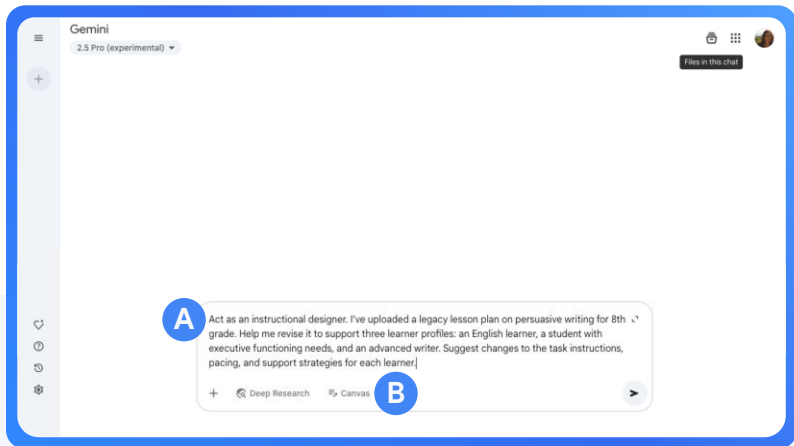 Gemini
2.5 Pro (experimental)
Files in this chat
A
Act as an instructional designer. I've uploaded a legacy lesson plan on persuasive writing for 8th
grade. Help me revise it to support three learner profiles: an English learner, a student with
executive functioning needs, and an advanced writer. Suggest changes to the task instructions,
pacing, and support strategies for each learner.
Deep Research
Canvas
B